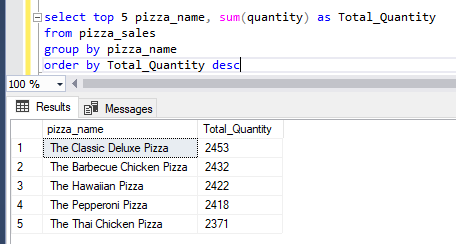 select top 5 pizza_name, sum(quantity) as Total_Quantity
from pizza_sales
group by pizza_name
order by Total_Quantity desc
100 %
Results Messages
pizza_name Total_Quantity
1 The Classic Deluxe Pizza 2453
2 The Barbecue Chicken Pizza 2432
3 The Hawaiian Pizza 2422
4 The Pepperoni Pizza 2418
5 The Thai Chicken Pizza 2371